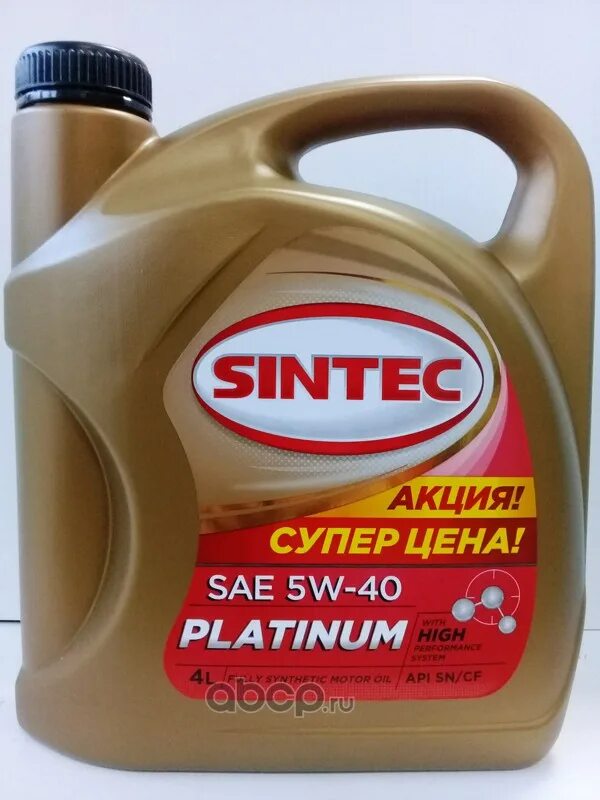 SINTEC
АКЦИЯ!
СУПЕР ЦЕНА!
SAE 5W-40
PLATINUM
WITH
HIGH
PERFORMANCE
SYSTEM
4L FULLY SYNTHETIC MOTOR OIL API SN/CF
abcp.ru